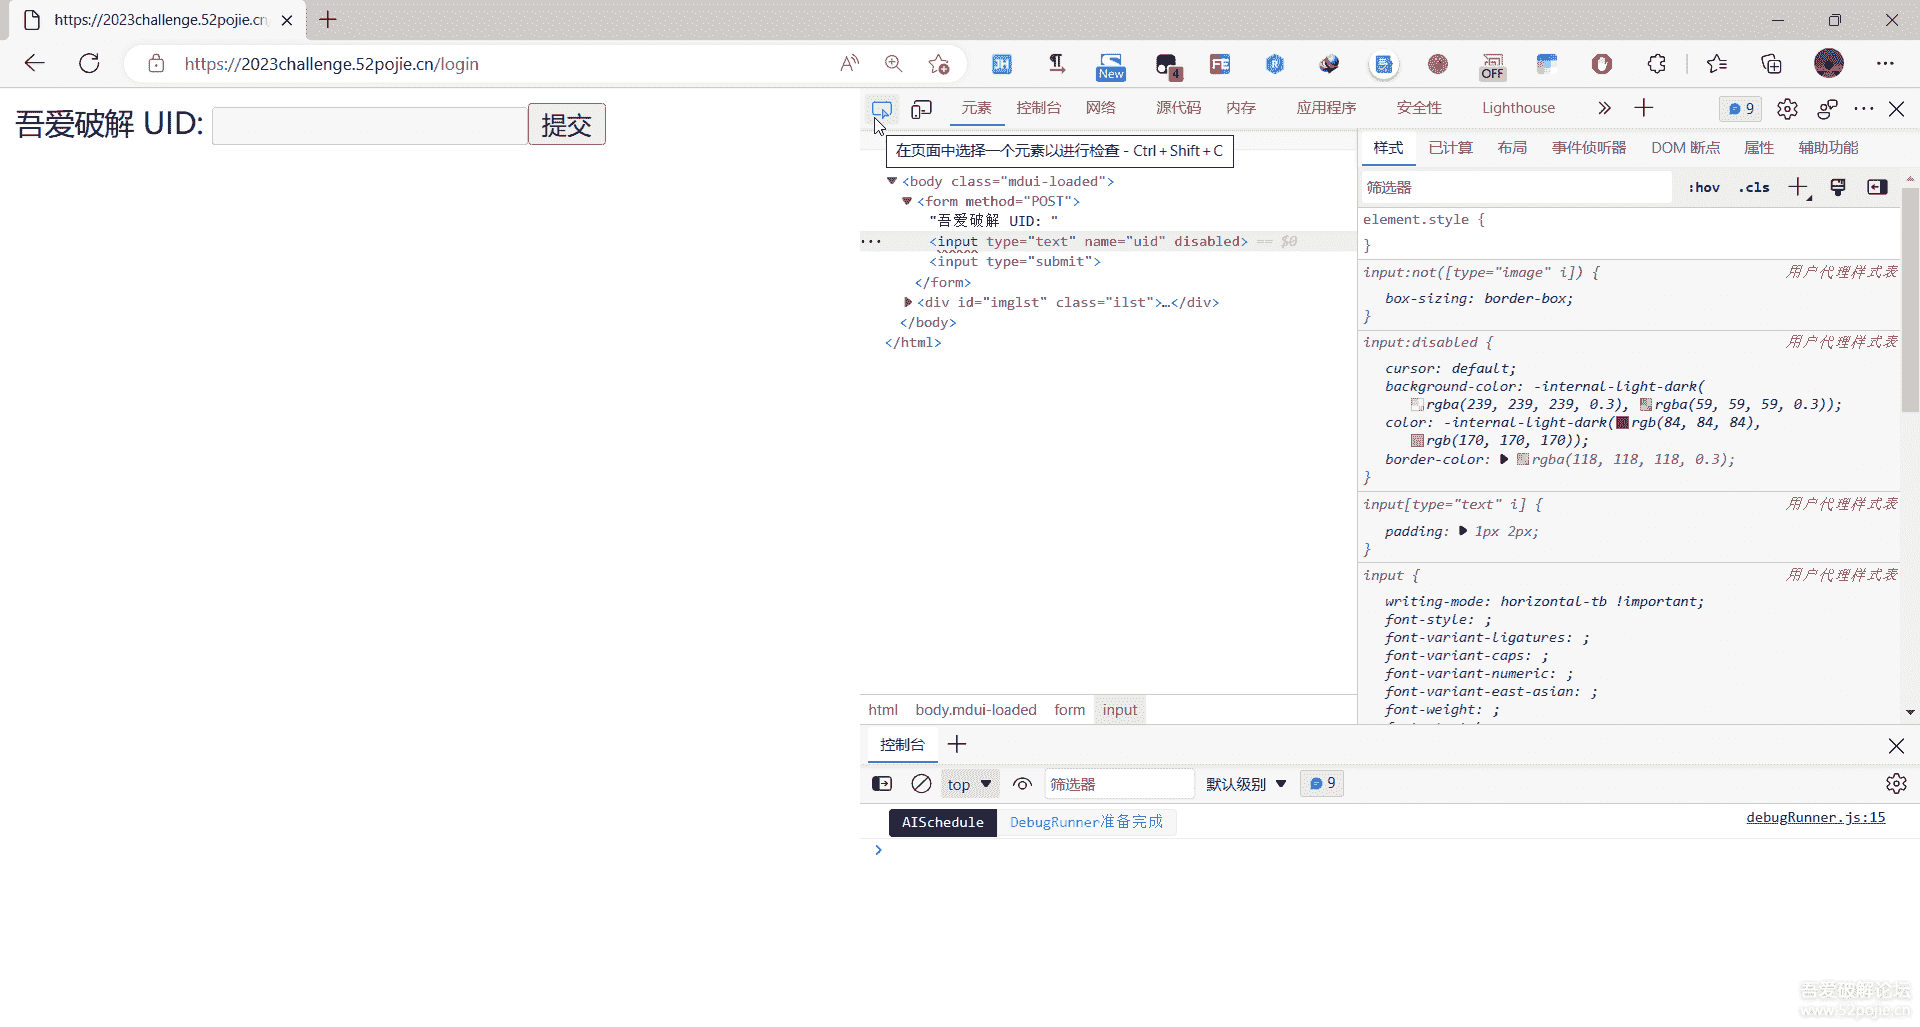 https://2023challenge.52pojie.cn
https://2023challenge.52pojie.cn/login
New
4
FE
OFF
吾爱破解 UID:
提交
元素 控制台 网络 源代码 内存 应用程序 安全性 Lighthouse
9
在页面中选择一个元素以进行检查 - Ctrl + Shift + C
<body class="mdui-loaded">
<form method="POST">
"吾爱破解 UID: "
<input type="text" name="uid" disabled> == $0
<input type="submit">
</form>
<div id="imglst" class="ilst">…</div>
</body>
</html>
html body.mdui-loaded form input
样式 已计算 布局 事件侦听器 DOM 断点 属性 辅助功能
筛选器
:hov .cls
element.style {
}
input:not([type="image" i]) { 用户代理样式表
box-sizing: border-box;
}
input:disabled { 用户代理样式表
cursor: default;
background-color: -internal-light-dark(
rgba(239, 239, 239, 0.3), rgba(59, 59, 59, 0.3));
color: -internal-light-dark(rgb(84, 84, 84),
rgb(170, 170, 170));
border-color: rgba(118, 118, 118, 0.3);
}
input[type="text" i] { 用户代理样式表
padding: 1px 2px;
}
input { 用户代理样式表
writing-mode: horizontal-tb !important;
font-style: ;
font-variant-ligatures: ;
font-variant-caps: ;
font-variant-numeric: ;
font-variant-east-asian: ;
font-weight: ;
控制台
top 筛选器 默认级别 9
AISchedule DebugRunner准备完成 debugRunner.js:15
吾爱破解论坛
www.52pojie.cn